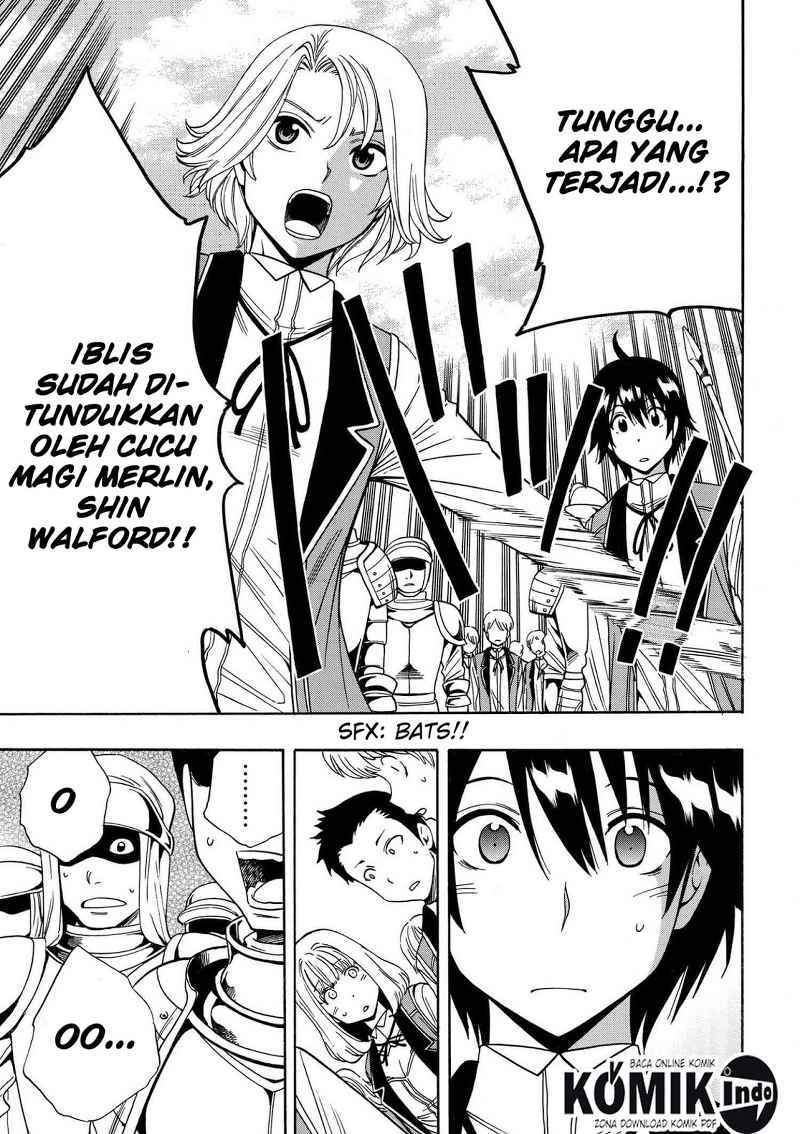 TUNGGU...
APA YANG
TERJADI...!?
IBLIS
SUDAH DI-
TUNDUKKAN
OLEH CUCU
MAGI MERLIN,
SHIN
WALFORD!!
SFX: BATS!!
........
O
OO...
BACA ONLINE KOMIK
KOMIK.indo
ZONA DOWNLOAD KOMIK PDF